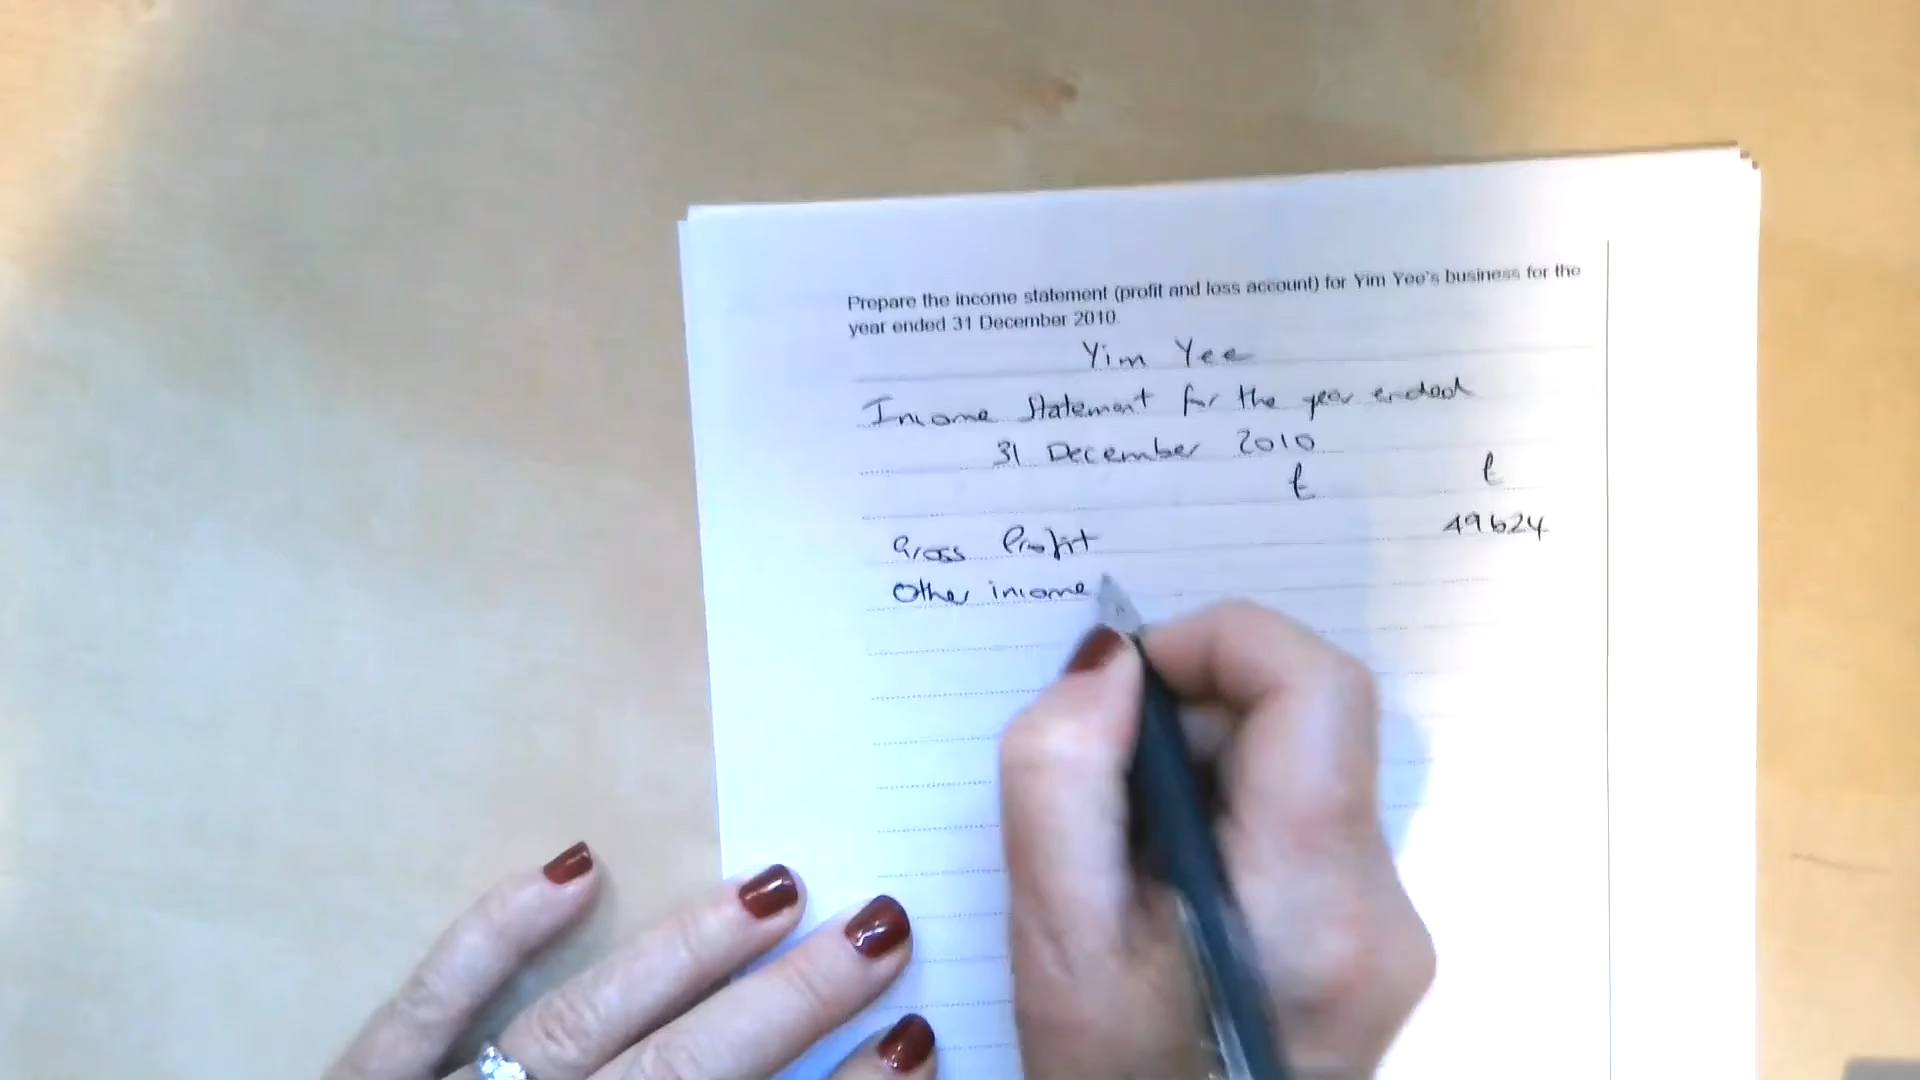 Prepare the income statement (profit and loss account) for Yim Yee's business for the
year ended 31 December 2010.
Yim Yee
Income Statement for the year ended
31 December 2010
£ £
Gross Profit 49624
Other income